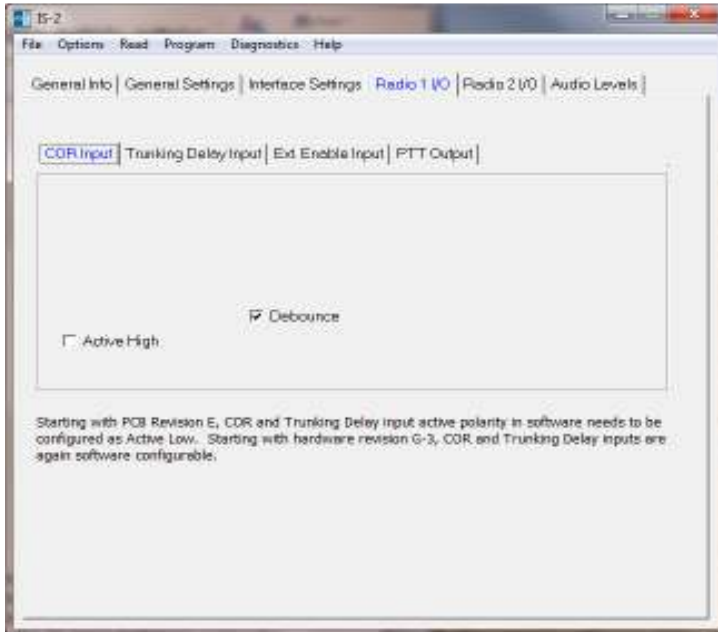 IS-2
File Options Read Program Diagnostics Help
General Info General Settings Interface Settings Radio 1 I/O Radio 2 I/O Audio Levels
COR Input Trunking Delay Input Ext Enable Input PTT Output
Debounce
Active High
Starting with PCB Revision E, COR and Trunking Delay input active polarity in software needs to be
configured as Active Low. Starting with hardware revision G-3, COR and Trunking Delay inputs are
again software configurable.